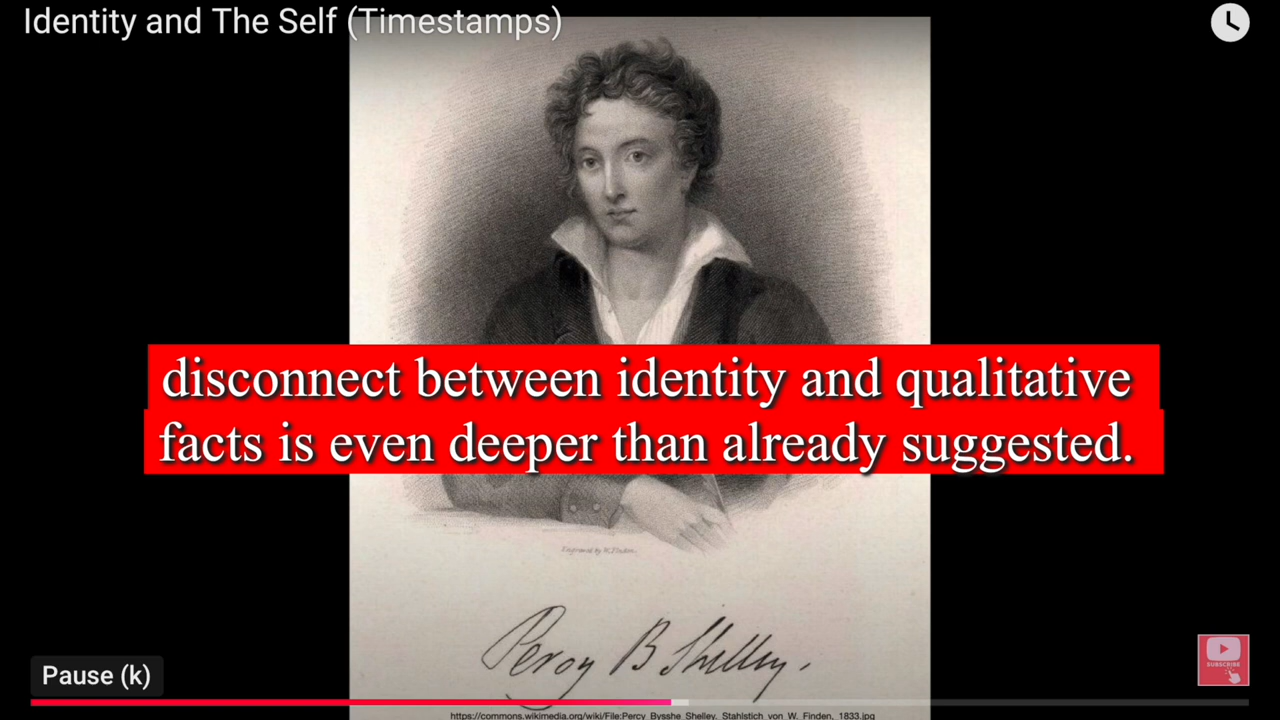 Identity and The Self (Timestamps)
disconnect between identity and qualitative
facts is even deeper than already suggested.
Engraved by W. Finden.
Percy B Shelley.
Pause (k)
SUBSCRIBE
https://commons.wikimedia.org/wiki/File:Percy_Bysshe_Shelley,_Stahlstich_von_W._Finden,_1833.jpg